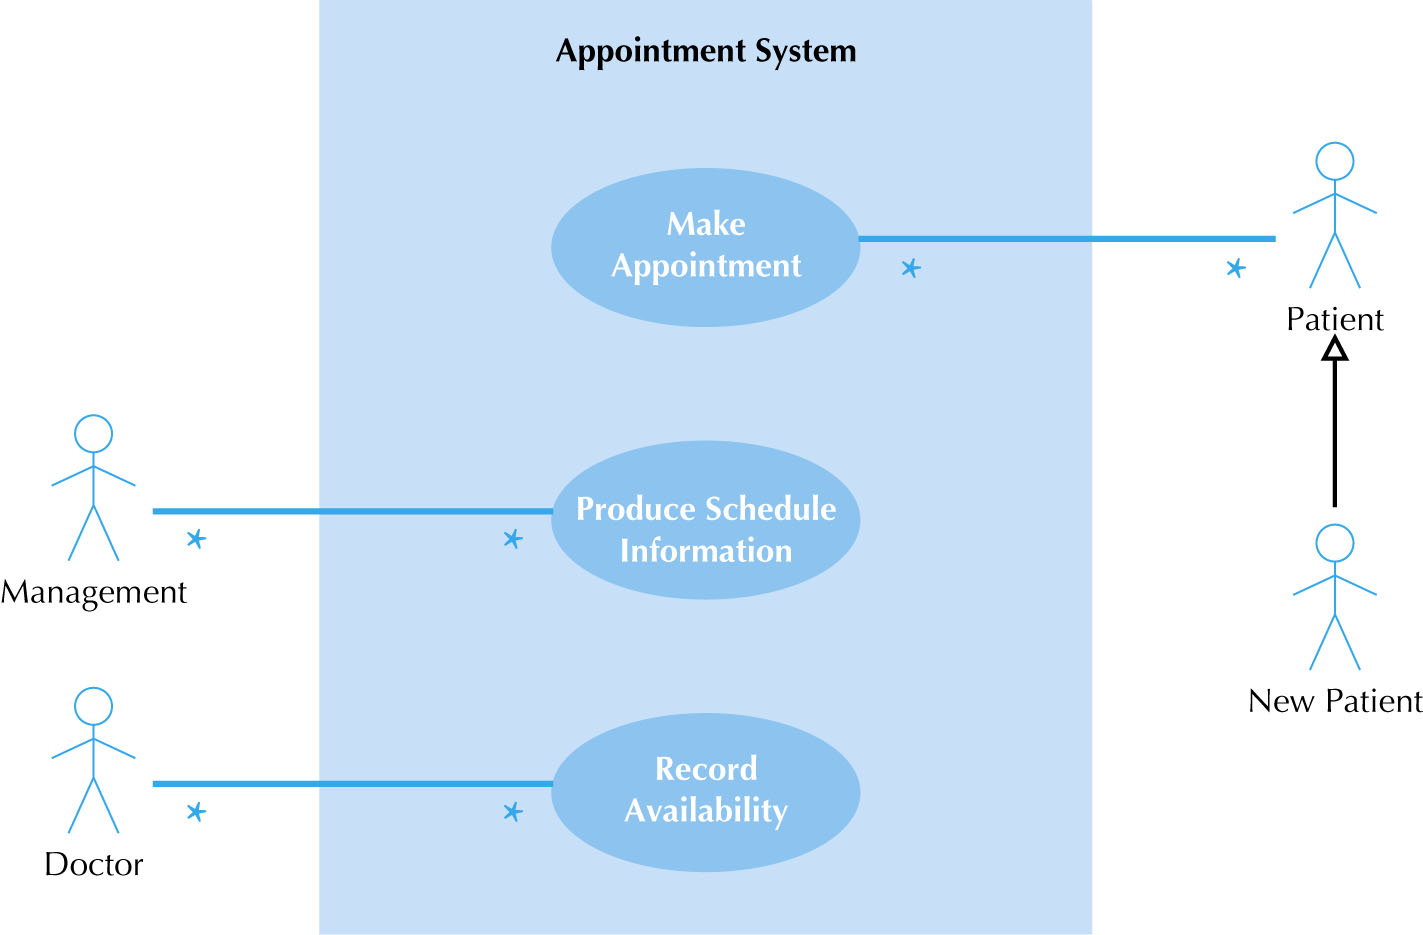 Appointment System
Make
Appointment
*
*
Patient
Management
*
*
Produce Schedule
Information
New Patient
Doctor
*
*
Record
Availability